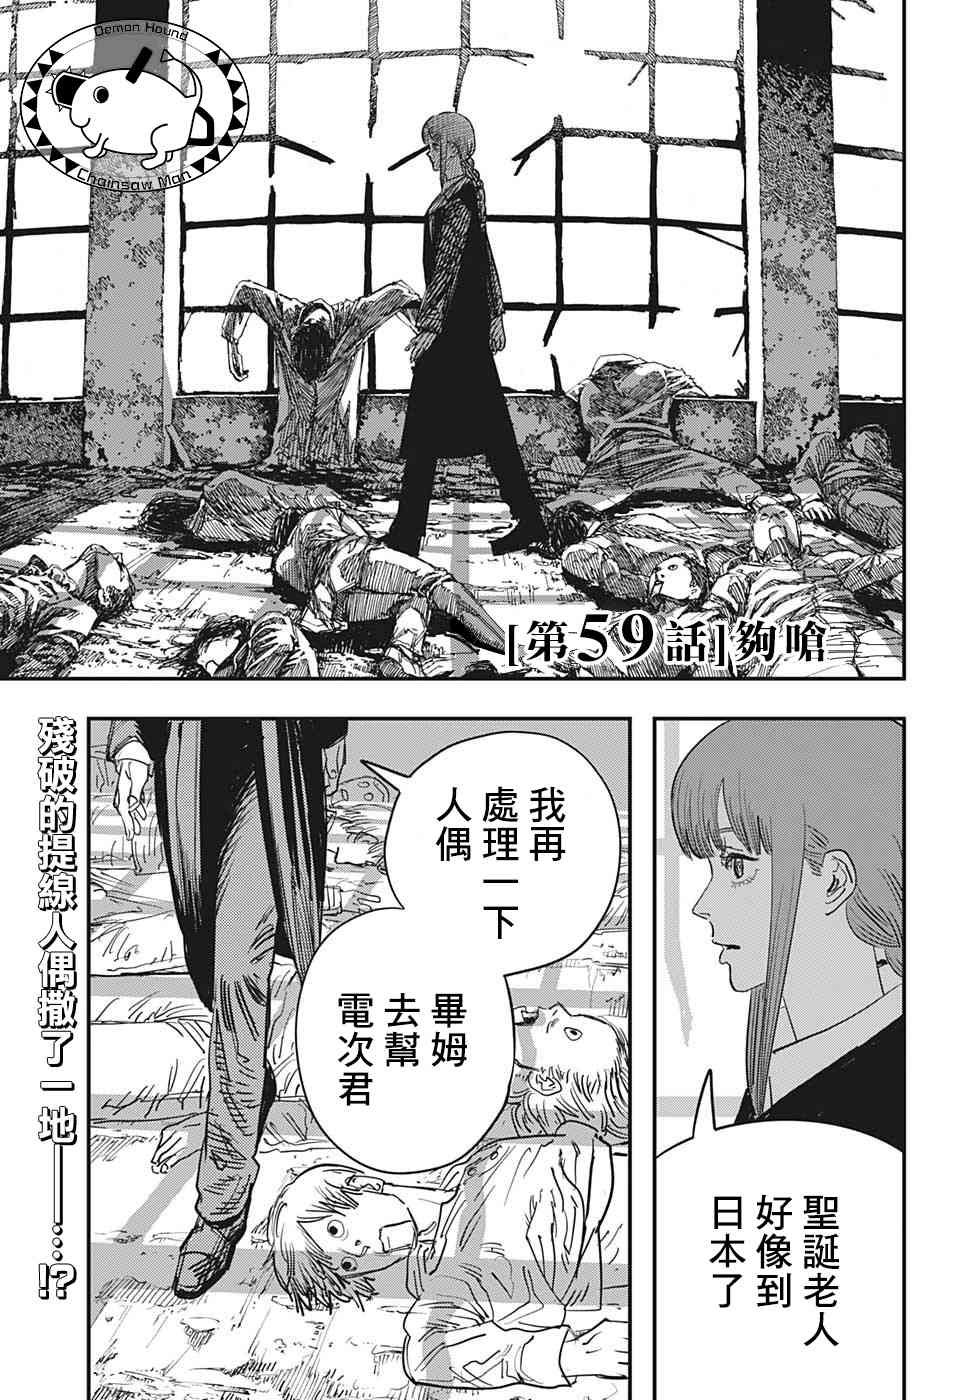 Demon Hound
Chainsaw Man
[第59話]夠嗆
聖誕老人
好像到
日本了
我再
處理一下
人偶
畢姆
去幫
電次君
殘破的提線人偶撒了一地——…!?